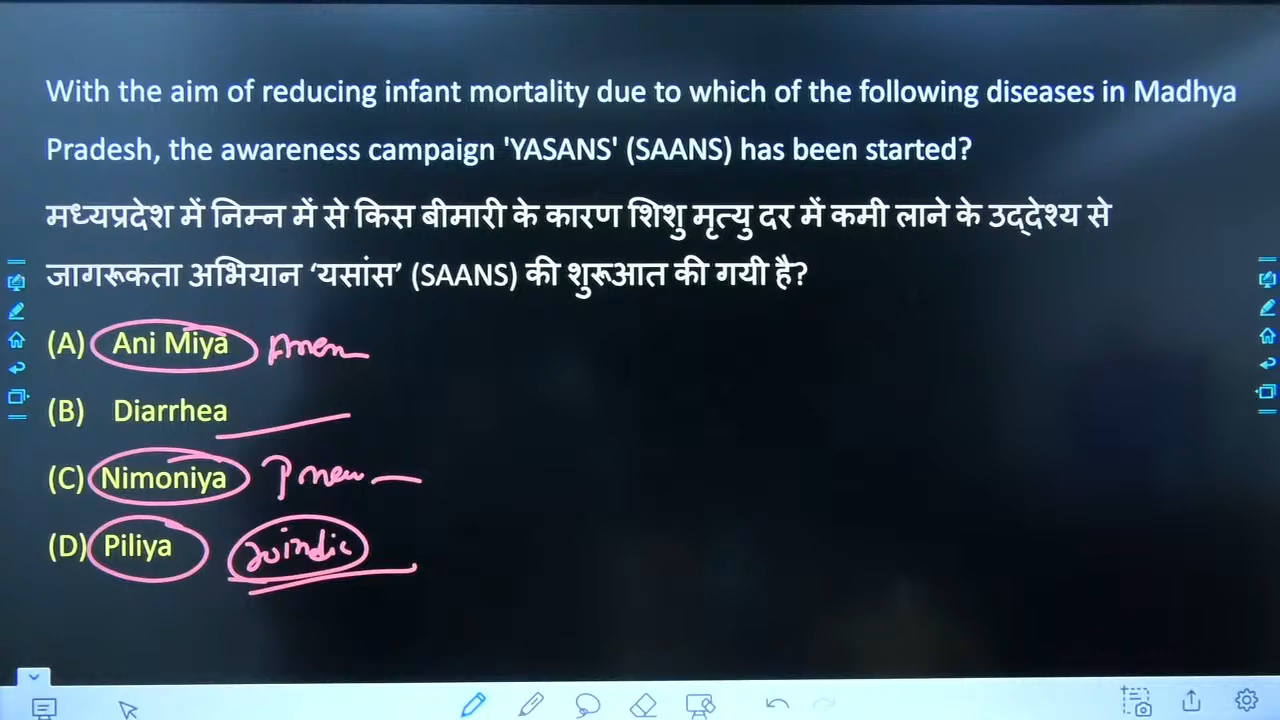 With the aim of reducing infant mortality due to which of the following diseases in Madhya
Pradesh, the awareness campaign 'YASANS' (SAANS) has been started?
मध्यप्रदेश में निम्न में से किस बीमारी के कारण शिशु मृत्यु दर में कमी लाने के उद्देश्य से
जागरूकता अभियान ‘यसांस’ (SAANS) की शुरूआत की गयी है?
(A) Ani Miya Anem
(B) Diarrhea
(C) Nimoniya Pneu
(D) Piliya